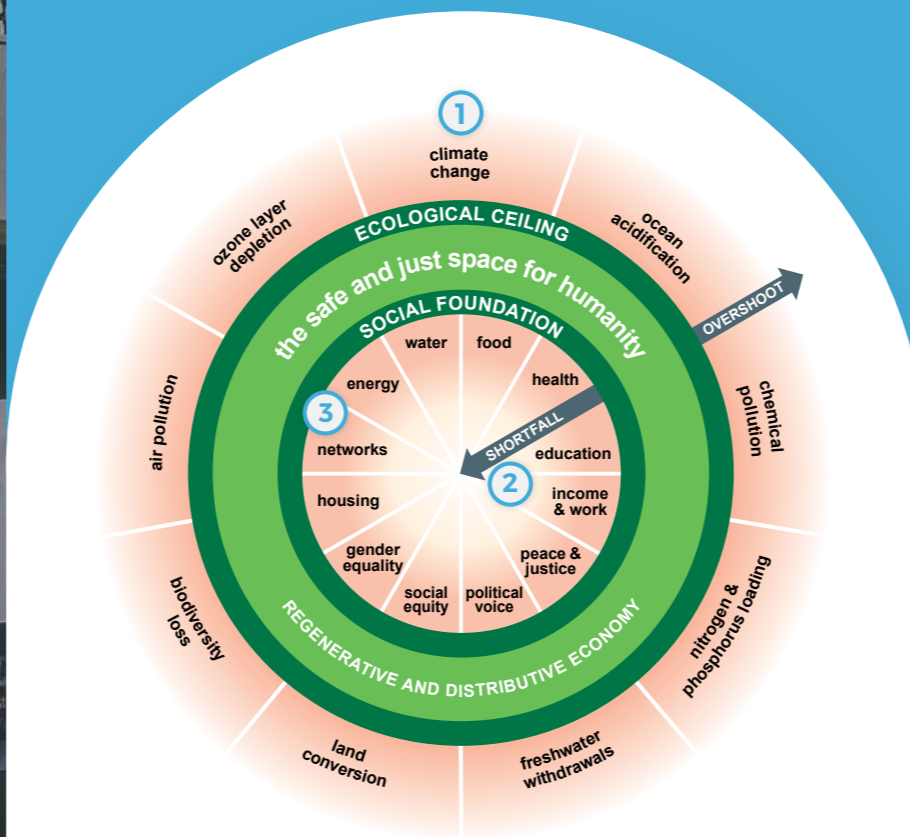 1
climate
change
ozone layer
depletion
ocean
acidification
ECOLOGICAL CEILING
the safe and just space for humanity
OVERSHOOT
SOCIAL FOUNDATION
water
food
energy
health
3
SHORTFALL
networks
education
2
air pollution
chemical
pollution
housing
income
& work
gender
equality
peace &
justice
social
equity
political
voice
REGENERATIVE AND DISTRIBUTIVE ECONOMY
biodiversity
loss
nitrogen &
phosphorus loading
land
conversion
freshwater
withdrawals